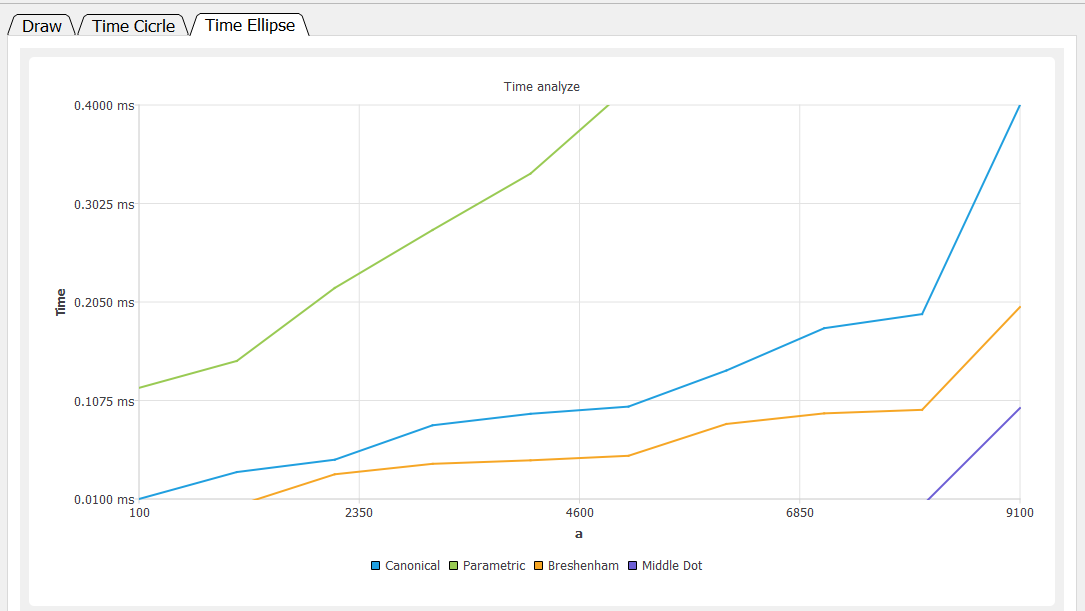 Draw Time Cicrle Time Ellipse
Time analyze
0.4000 ms
0.3025 ms
0.2050 ms
0.1075 ms
0.0100 ms
Time
100 2350 4600 6850 9100
a
Canonical Parametric Breshenham Middle Dot